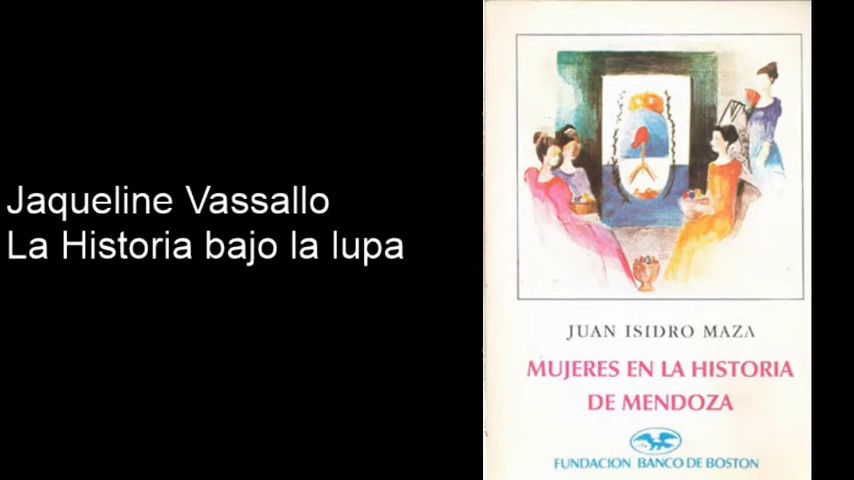 Jaqueline Vassallo
La Historia bajo la lupa
JUAN ISIDRO MAZA
MUJERES EN LA HISTORIA
DE MENDOZA
FUNDACION BANCO DE BOSTON